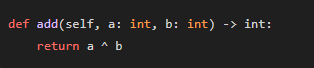 def add(self, a: int, b: int) -> int:
    return a ^ b